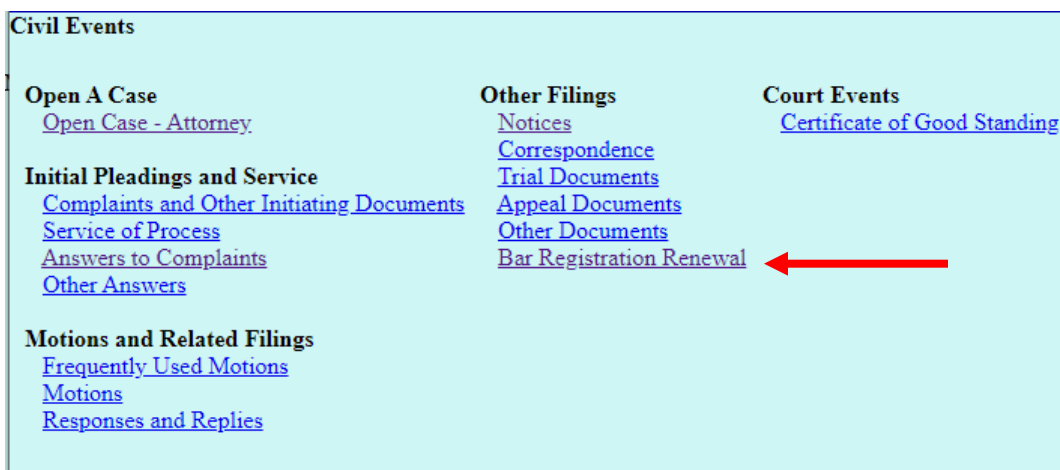 Civil Events
Open A Case
Open Case - Attorney
Initial Pleadings and Service
Complaints and Other Initiating Documents
Service of Process
Answers to Complaints
Other Answers
Motions and Related Filings
Frequently Used Motions
Motions
Responses and Replies
Other Filings
Notices
Correspondence
Trial Documents
Appeal Documents
Other Documents
Bar Registration Renewal
Court Events
Certificate of Good Standing